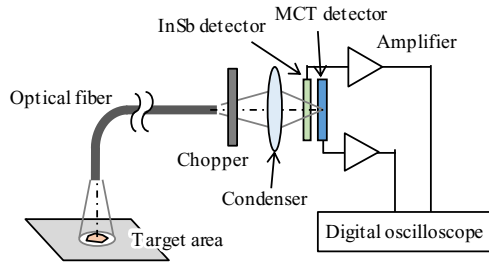 MCT detector
InSb detector
Amplifier
Optical fiber
Chopper
Condenser
Target area
Digital oscilloscope